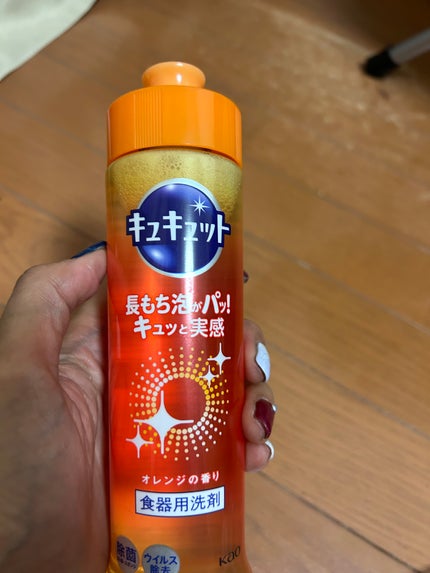 キュキュット
長もち泡がパッ!
キュッと実感
オレンジの香り
食器用洗剤
除菌
ウイルス
除去
Kao